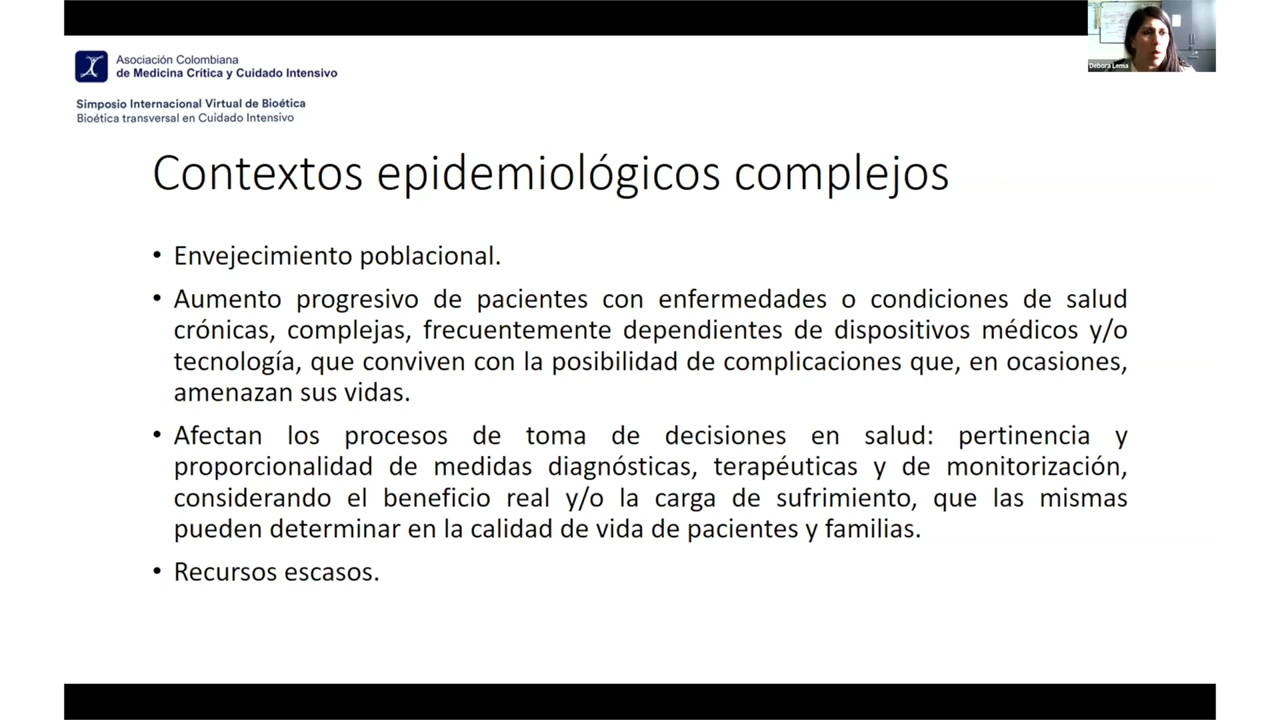 Asociación Colombiana
de Medicina Crítica y Cuidado Intensivo
Simposio Internacional Virtual de Bioética
Bioética transversal en Cuidado Intensivo
Debora Lema
Contextos epidemiológicos complejos
• Envejecimiento poblacional.
• Aumento progresivo de pacientes con enfermedades o condiciones de salud
crónicas, complejas, frecuentemente dependientes de dispositivos médicos y/o
tecnología, que conviven con la posibilidad de complicaciones que, en ocasiones,
amenazan sus vidas.
• Afectan los procesos de toma de decisiones en salud: pertinencia y
proporcionalidad de medidas diagnósticas, terapéuticas y de monitorización,
considerando el beneficio real y/o la carga de sufrimiento, que las mismas
pueden determinar en la calidad de vida de pacientes y familias.
• Recursos escasos.